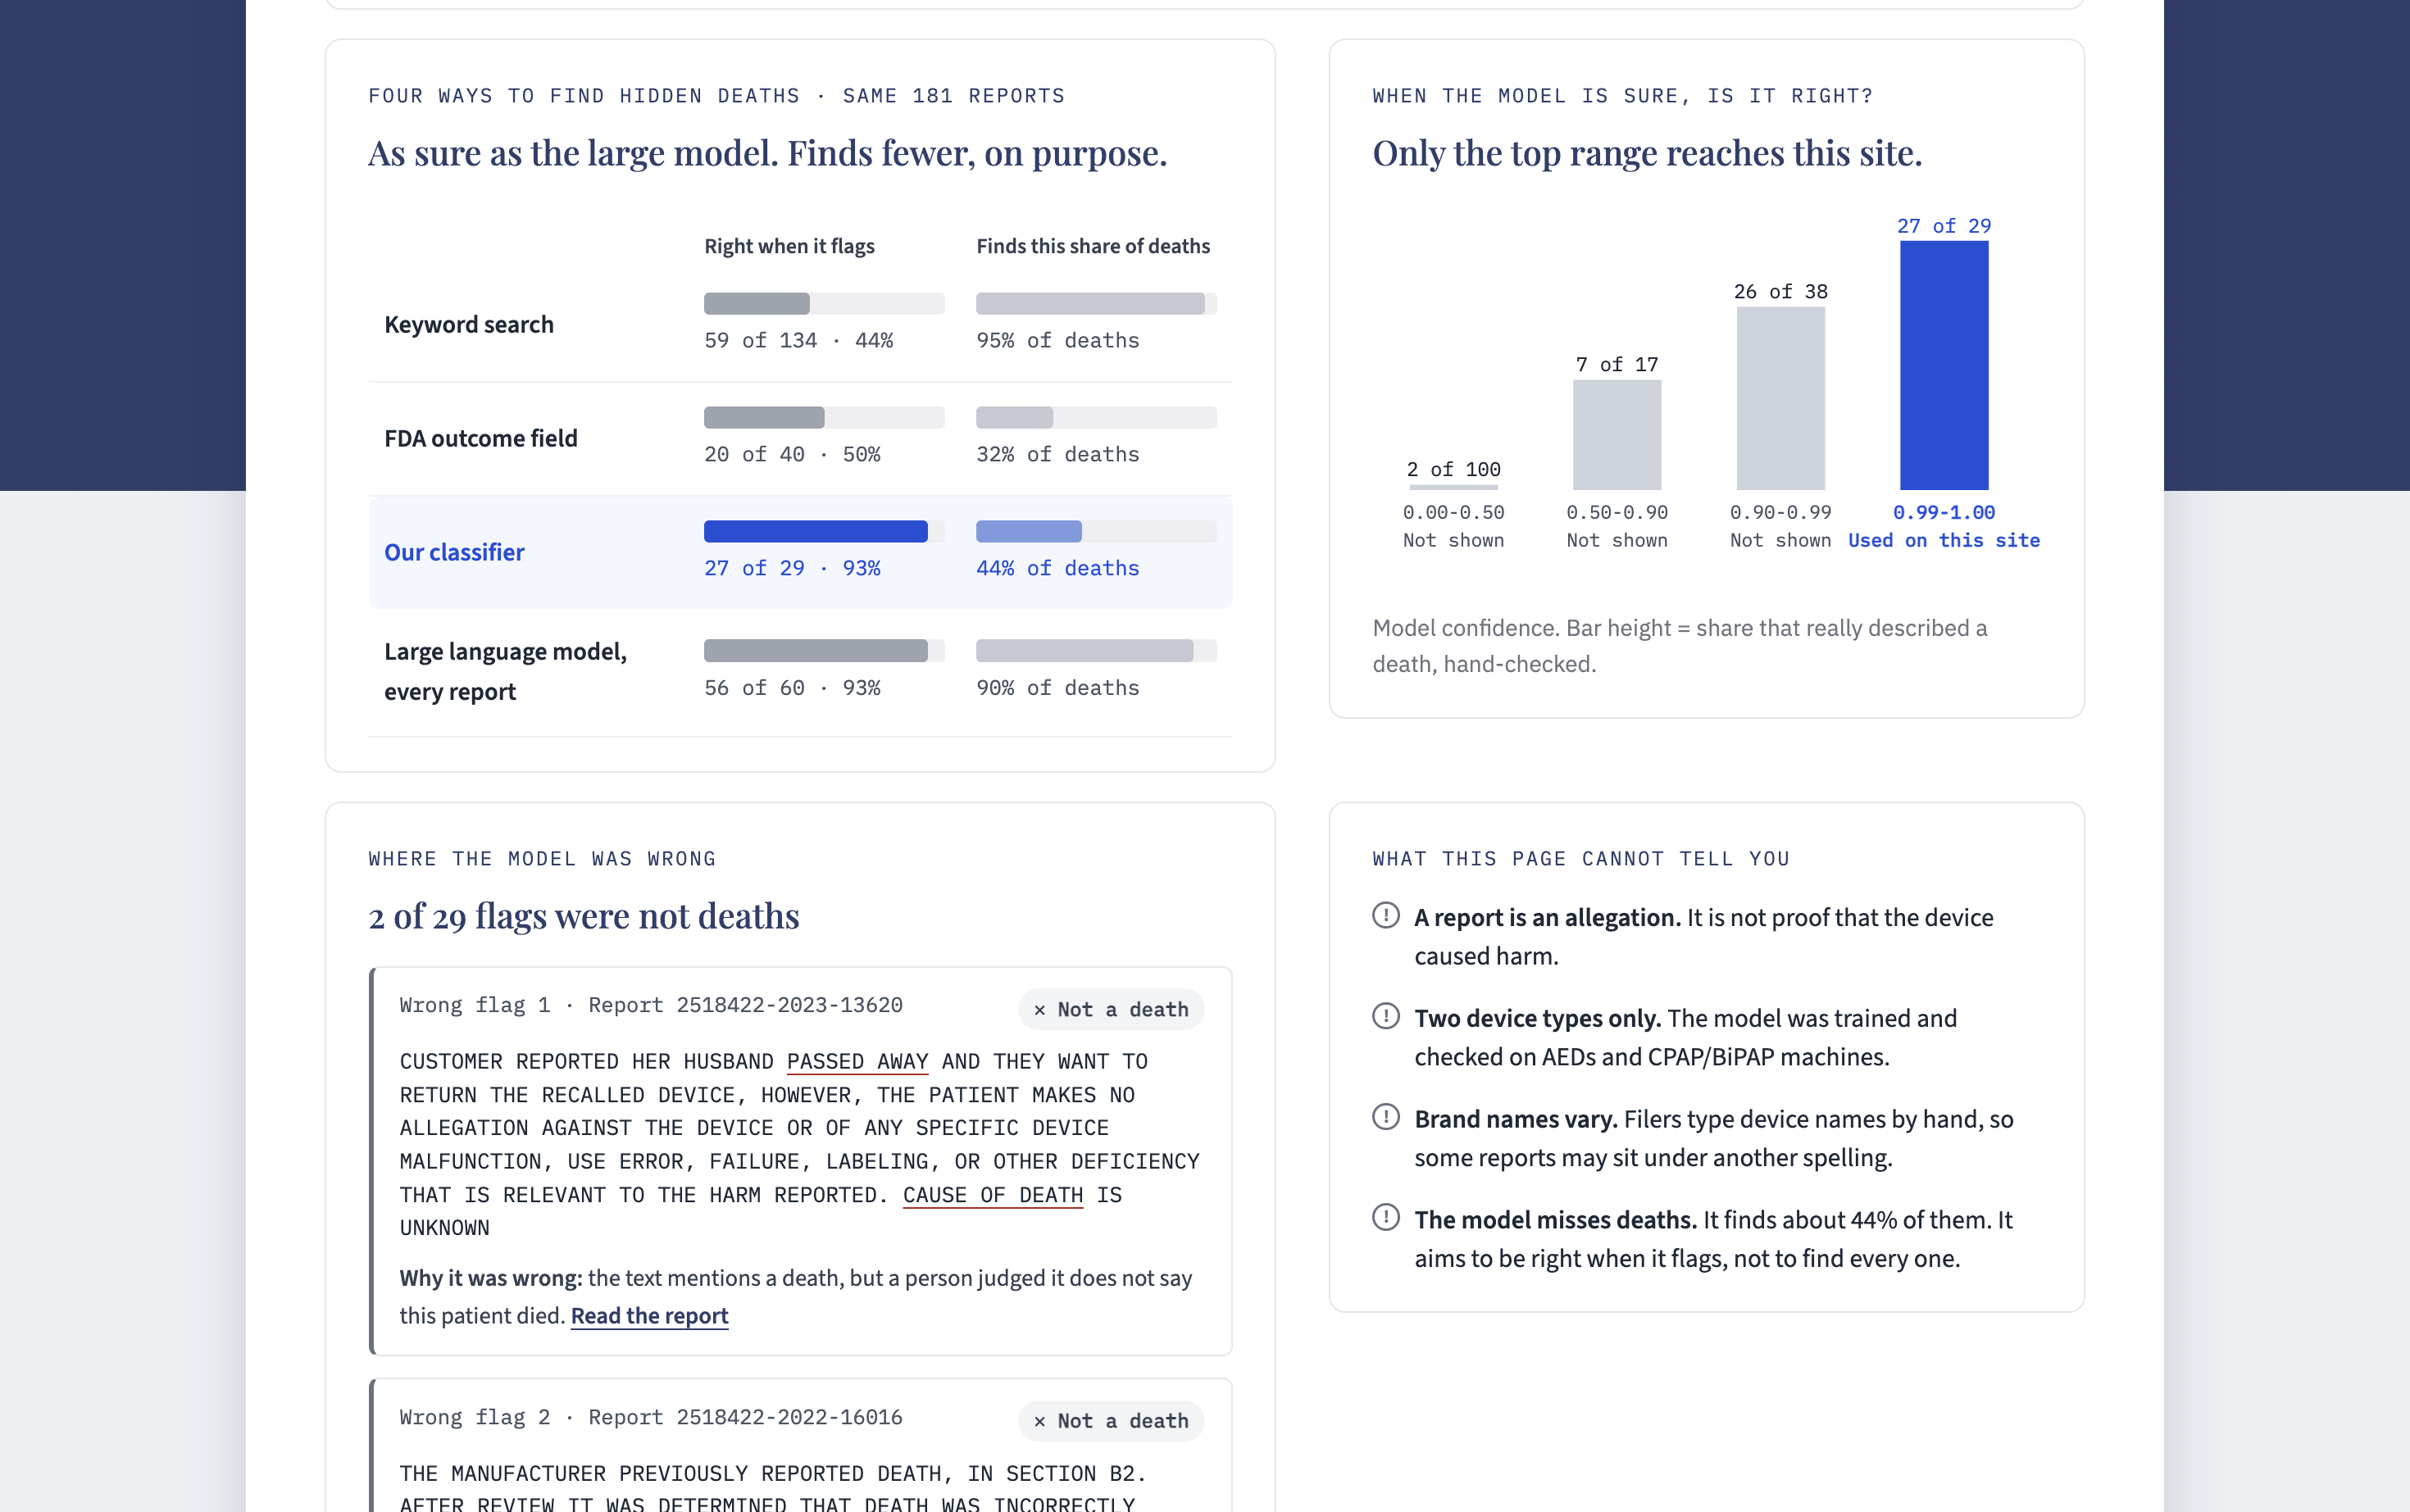 FOUR WAYS TO FIND HIDDEN DEATHS · SAME 181 REPORTS
As sure as the large model. Finds fewer, on purpose.
Right when it flags
Finds this share of deaths
Keyword search
59 of 134 · 44%
95% of deaths
FDA outcome field
20 of 40 · 50%
32% of deaths
Our classifier
27 of 29 · 93%
44% of deaths
Large language model,
every report
56 of 60 · 93%
90% of deaths
WHEN THE MODEL IS SURE, IS IT RIGHT?
Only the top range reaches this site.
2 of 100
7 of 17
26 of 38
27 of 29
0.00-0.50
0.50-0.90
0.90-0.99
0.99-1.00
Not shown
Not shown
Not shown
Used on this site
Model confidence. Bar height = share that really described a
death, hand-checked.
WHERE THE MODEL WAS WRONG
2 of 29 flags were not deaths
Wrong flag 1 · Report 2518422-2023-13620
× Not a death
CUSTOMER REPORTED HER HUSBAND PASSED AWAY AND THEY WANT TO
RETURN THE RECALLED DEVICE, HOWEVER, THE PATIENT MAKES NO
ALLEGATION AGAINST THE DEVICE OR OF ANY SPECIFIC DEVICE
MALFUNCTION, USE ERROR, FAILURE, LABELING, OR OTHER DEFICIENCY
THAT IS RELEVANT TO THE HARM REPORTED. CAUSE OF DEATH IS
UNKNOWN
Why it was wrong: the text mentions a death, but a person judged it does not say
this patient died. Read the report
Wrong flag 2 · Report 2518422-2022-16016
× Not a death
THE MANUFACTURER PREVIOUSLY REPORTED DEATH, IN SECTION B2.
AFTER REVIEW IT WAS DETERMINED THAT DEATH WAS INCORRECTLY
WHAT THIS PAGE CANNOT TELL YOU
A report is an allegation. It is not proof that the device
caused harm.
Two device types only. The model was trained and
checked on AEDs and CPAP/BiPAP machines.
Brand names vary. Filers type device names by hand, so
some reports may sit under another spelling.
The model misses deaths. It finds about 44% of them. It
aims to be right when it flags, not to find every one.